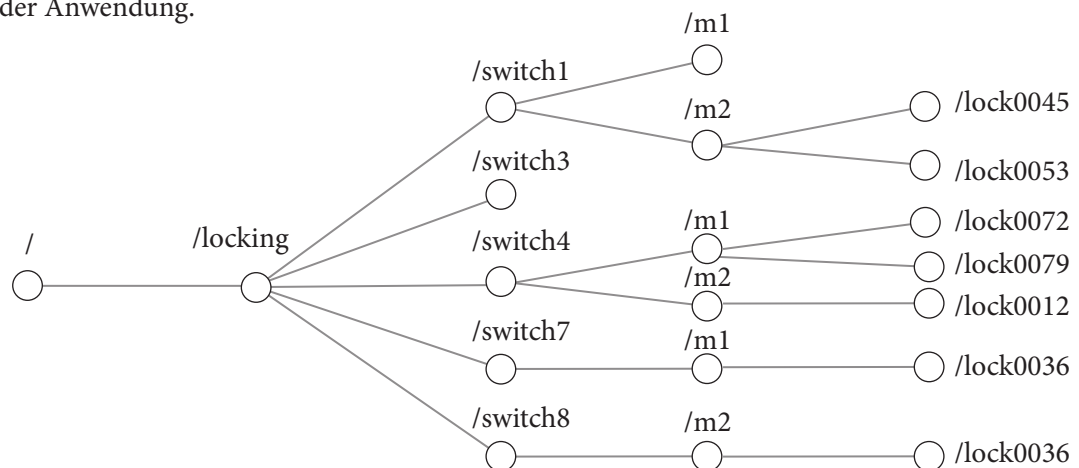 der Anwendung.
/m1
/switch1
/m2
/lock0045
/switch3
/lock0053
/
/locking
/switch4
/m1
/lock0072
/m2
/lock0079
/lock0012
/switch7
/m1
/lock0036
/switch8
/m2
/lock0036